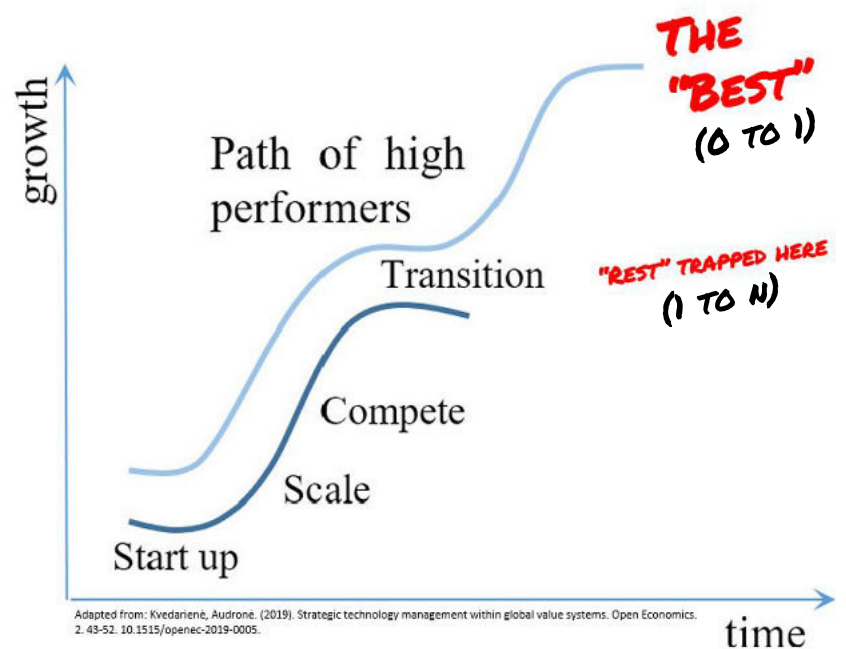 growth
THE
"BEST"
(0 TO 1)
Path of high
performers
Transition
"REST" TRAPPED HERE
(1 TO N)
Compete
Scale
Start up
Adapted from: Kvedarienė, Audronė. (2019). Strategic technology management within global value systems. Open Economics.
2. 43-52. 10.1515/openec-2019-0005.
time